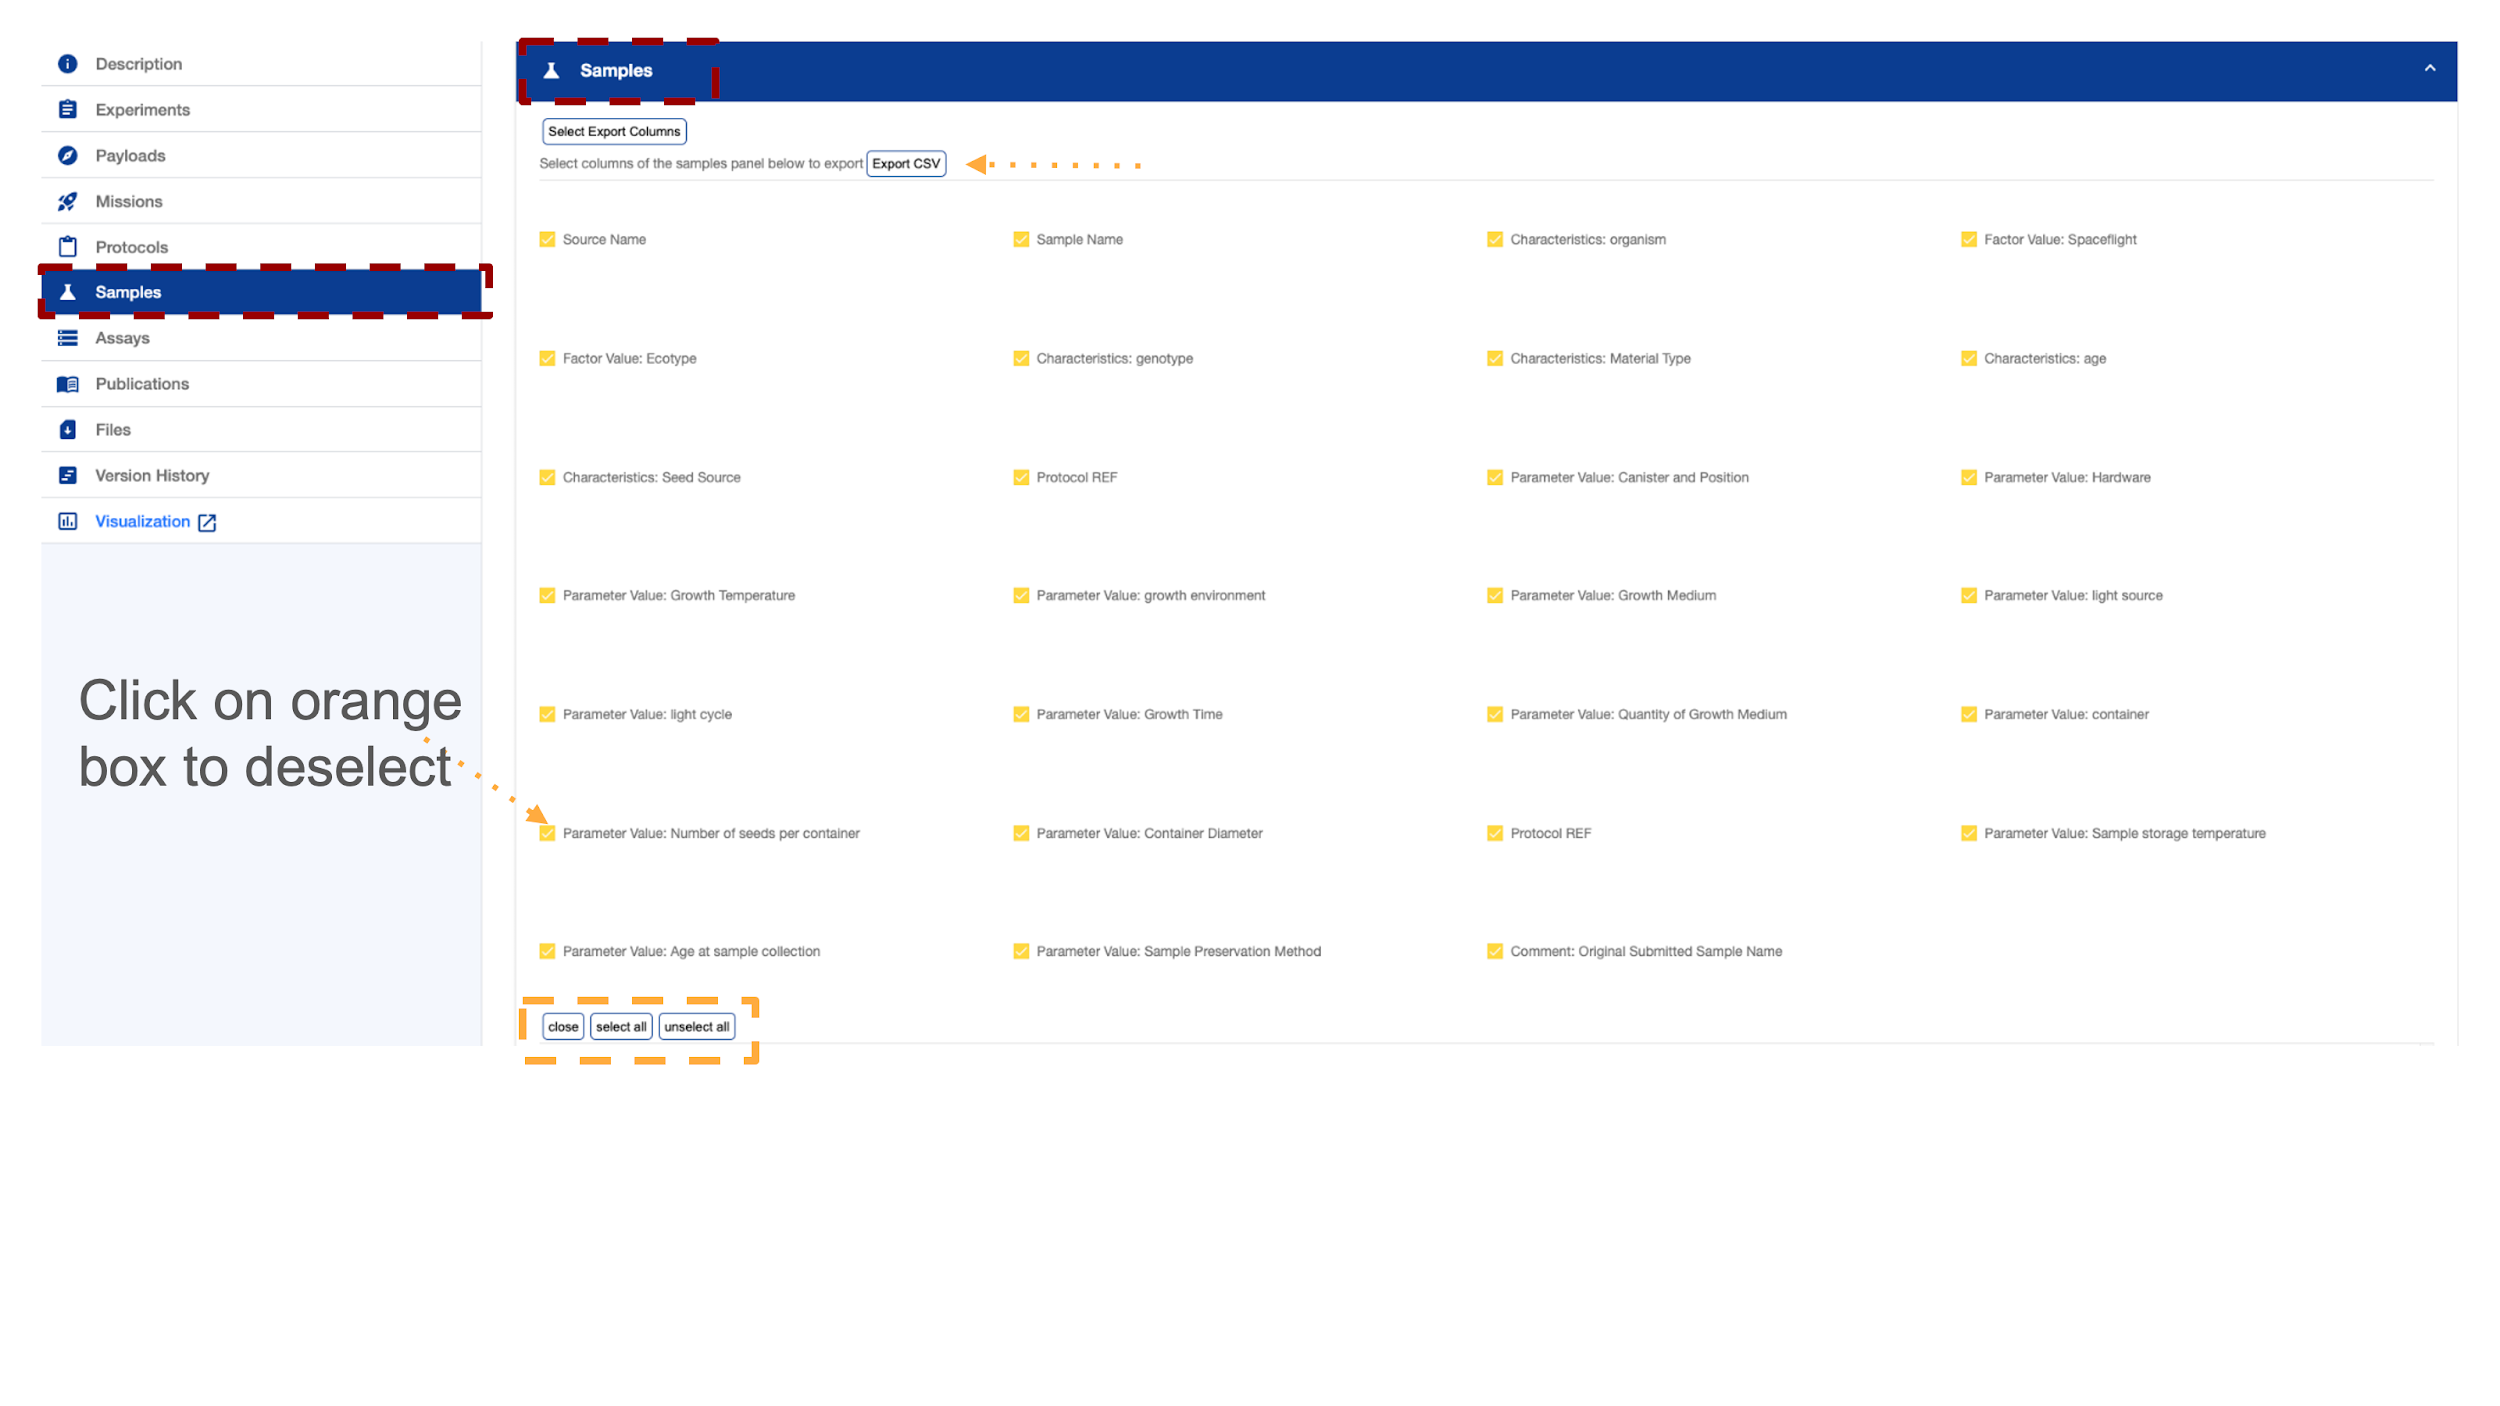 Description
Experiments
Payloads
Missions
Protocols
Samples
Assays
Publications
Files
Version History
Visualization
Click on orange
box to deselect
Samples
Select Export Columns
Select columns of the samples panel below to export Export CSV
Source Name Sample Name Characteristics: organism Factor Value: Spaceflight
Factor Value: Ecotype Characteristics: genotype Characteristics: Material Type Characteristics: age
Characteristics: Seed Source Protocol REF Parameter Value: Canister and Position Parameter Value: Hardware
Parameter Value: Growth Temperature Parameter Value: growth environment Parameter Value: Growth Medium Parameter Value: light source
Parameter Value: light cycle Parameter Value: Growth Time Parameter Value: Quantity of Growth Medium Parameter Value: container
Parameter Value: Number of seeds per container Parameter Value: Container Diameter Protocol REF Parameter Value: Sample storage temperature
Parameter Value: Age at sample collection Parameter Value: Sample Preservation Method Comment: Original Submitted Sample Name
close select all unselect all